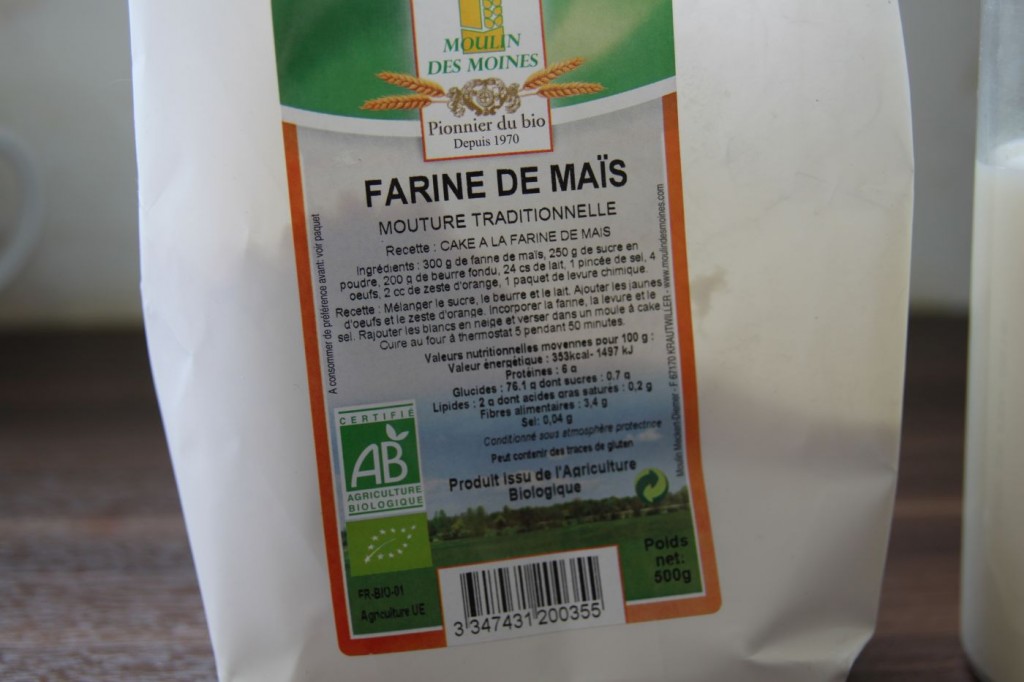 MOULIN
DES MOINES
Pionnier du bio
Depuis 1970
FARINE DE MAÏS
MOUTURE TRADITIONNELLE
Recette : CAKE A LA FARINE DE MAIS
Ingrédients : 300 g de farine de maïs, 250 g de sucre en
poudre, 200 g de beurre fondu, 24 cs de lait, 1 pincée de sel, 4
oeufs, 2 cc de zeste d'orange, 1 paquet de levure chimique.
Recette : Mélanger le sucre, le beurre et le lait. Ajouter les jaunes
d'oeufs et le zeste d'orange. Incorporer la farine, la levure et le
sel. Rajouter les blancs en neige et verser dans un moule à cake
Cuire au four à thermostat 5 pendant 50 minutes.
Valeurs nutritionnelles moyennes pour 100 g :
Valeur énergétique : 353kcal- 1497 kJ
Protéines : 6 g
Glucides : 76.1 g dont sucres : 0.7 g
Lipides : 2 g dont acides gras saturés : 0,2 g
Fibres alimentaires : 3,4 g
Sel: 0,04 g
Conditionné sous atmosphère protectrice
Peut contenir des traces de gluten
Produit issu de l'Agriculture
Biologique
A consommer de préférence avant: voir paquet
Moulin Meckert-Diemer - F 67170 KRAUTWILLER - www.moulindesmoines.com
CERTIFIÉ
AB
AGRICULTURE
BIOLOGIQUE
FR-BIO-01
Agriculture UE
Poids
net:
500g
3 347431 200355